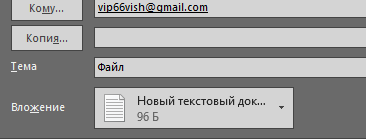 Кому... vip66vish@gmail.com
Копия...
Тема Файл
Вложение Новый текстовый док...
96 Б